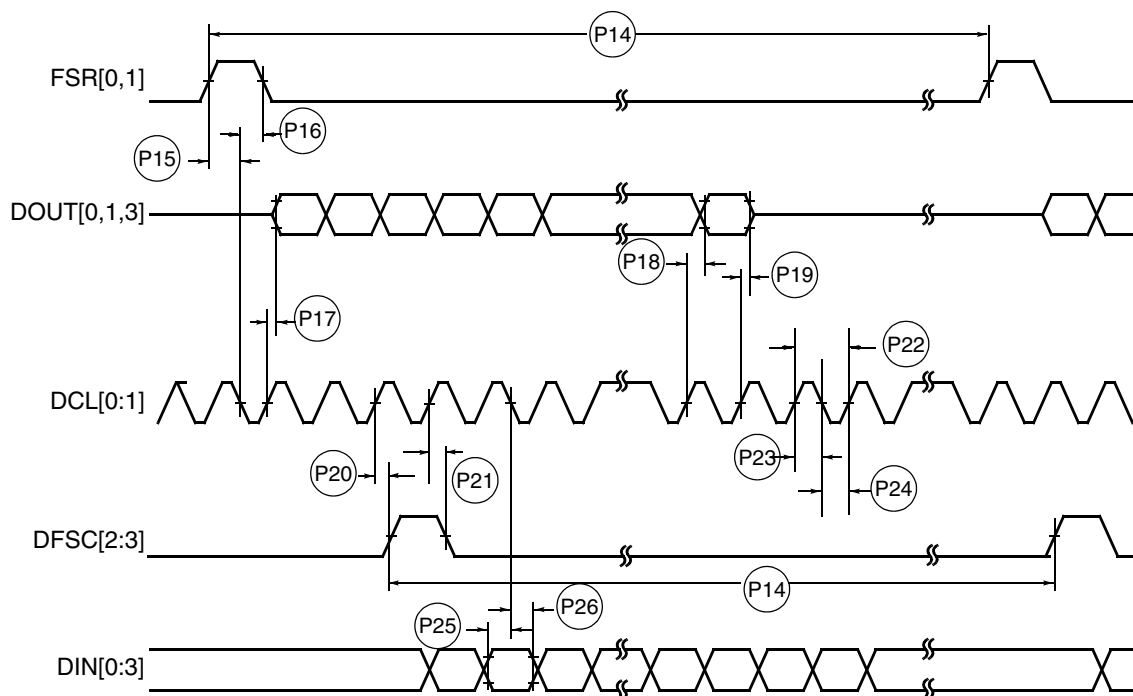 P14
FSR[0,1]
P16
P15
DOUT[0,1,3]
P18
P19
P17
P22
DCL[0:1]
P23
P20
P21
P24
DFSC[2:3]
P14
P26
P25
DIN[0:3]